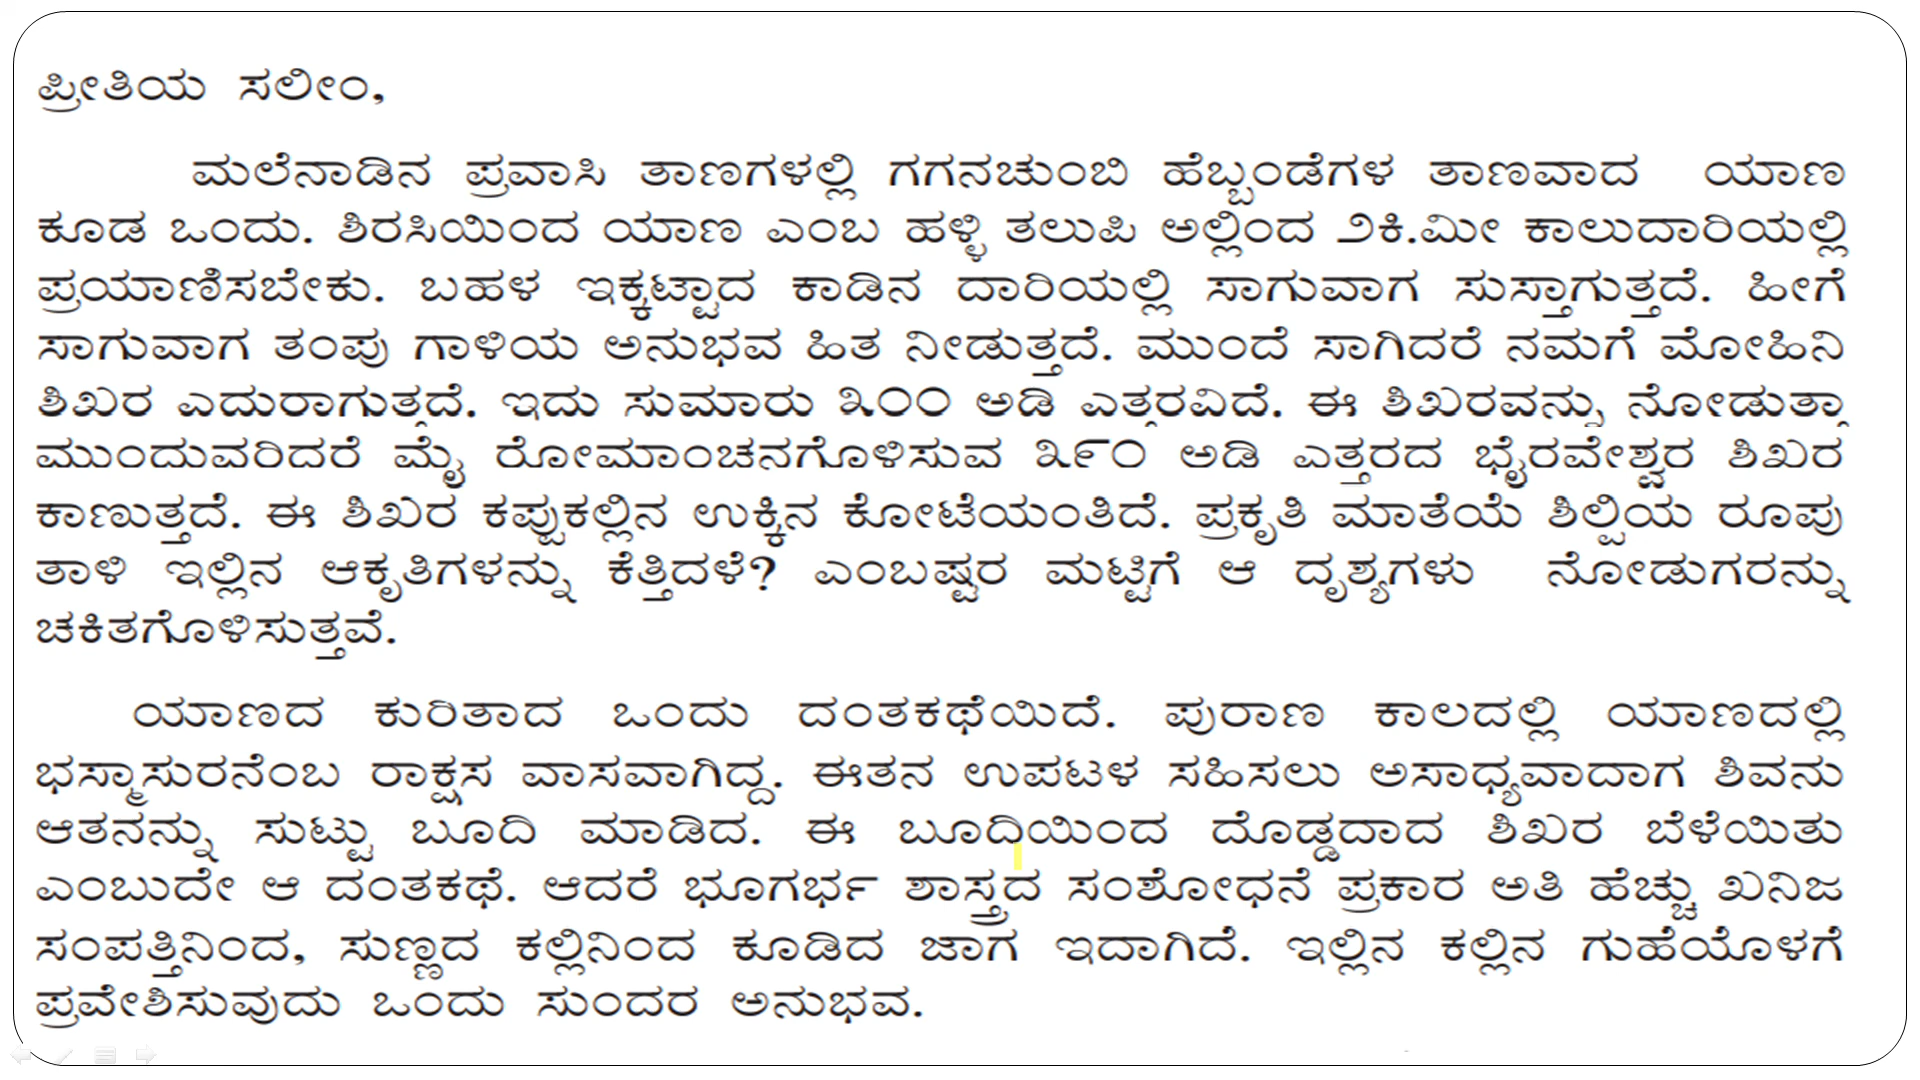 ಪ್ರೀತಿಯ ಸಲೀಂ,
ಮಲೆನಾಡಿನ ಪ್ರವಾಸಿ ತಾಣಗಳಲ್ಲಿ ಗಗನಚುಂಬಿ ಹೆಬ್ಬಂಡೆಗಳ ತಾಣವಾದ ಯಾಣ
ಕೂಡ ಒಂದು. ಶಿರಸಿಯಿಂದ ಯಾಣ ಎಂಬ ಹಳ್ಳಿ ತಲುಪಿ ಅಲ್ಲಿಂದ ೨ಕಿ.ಮೀ ಕಾಲುದಾರಿಯಲ್ಲಿ
ಪ್ರಯಾಣಿಸಬೇಕು. ಬಹಳ ಇಕ್ಕಟ್ಟಾದ ಕಾಡಿನ ದಾರಿಯಲ್ಲಿ ಸಾಗುವಾಗ ಸುಸ್ತಾಗುತ್ತದೆ. ಹೀಗೆ
ಸಾಗುವಾಗ ತಂಪು ಗಾಳಿಯ ಅನುಭವ ಹಿತ ನೀಡುತ್ತದೆ. ಮುಂದೆ ಸಾಗಿದರೆ ನಮಗೆ ಮೋಹಿನಿ
ಶಿಖರ ಎದುರಾಗುತ್ತದೆ. ಇದು ಸುಮಾರು ೩೦೦ ಅಡಿ ಎತ್ತರವಿದೆ. ಈ ಶಿಖರವನ್ನು ನೋಡುತ್ತಾ
ಮುಂದುವರಿದರೆ ಮೈ ರೋಮಾಂಚನಗೊಳಿಸುವ ೩೯೦ ಅಡಿ ಎತ್ತರದ ಭೈರವೇಶ್ವರ ಶಿಖರ
ಕಾಣುತ್ತದೆ. ಈ ಶಿಖರ ಕಪ್ಪುಕಲ್ಲಿನ ಉಕ್ಕಿನ ಕೋಟೆಯಂತಿದೆ. ಪ್ರಕೃತಿ ಮಾತೆಯೆ ಶಿಲ್ಪಿಯ ರೂಪು
ತಾಳಿ ಇಲ್ಲಿನ ಆಕೃತಿಗಳನ್ನು ಕೆತ್ತಿದಳೆ? ಎಂಬಷ್ಟರ ಮಟ್ಟಿಗೆ ಆ ದೃಶ್ಯಗಳು ನೋಡುಗರನ್ನು
ಚಕಿತಗೊಳಿಸುತ್ತವೆ.
ಯಾಣದ ಕುರಿತಾದ ಒಂದು ದಂತಕಥೆಯಿದೆ. ಪುರಾಣ ಕಾಲದಲ್ಲಿ ಯಾಣದಲ್ಲಿ
ಭಸ್ಮಾಸುರನೆಂಬ ರಾಕ್ಷಸ ವಾಸವಾಗಿದ್ದ. ಈತನ ಉಪಟಳ ಸಹಿಸಲು ಅಸಾಧ್ಯವಾದಾಗ ಶಿವನು
ಆತನನ್ನು ಸುಟ್ಟು ಬೂದಿ ಮಾಡಿದ. ಈ ಬೂದಿಯಿಂದ ದೊಡ್ಡದಾದ ಶಿಖರ ಬೆಳೆಯಿತು
ಎಂಬುದೇ ಆ ದಂತಕಥೆ. ಆದರೆ ಭೂಗರ್ಭ ಶಾಸ್ತ್ರದ ಸಂಶೋಧನೆ ಪ್ರಕಾರ ಅತಿ ಹೆಚ್ಚು ಖನಿಜ
ಸಂಪತ್ತಿನಿಂದ, ಸುಣ್ಣದ ಕಲ್ಲಿನಿಂದ ಕೂಡಿದ ಜಾಗ ಇದಾಗಿದೆ. ಇಲ್ಲಿನ ಕಲ್ಲಿನ ಗುಹೆಯೊಳಗೆ
ಪ್ರವೇಶಿಸುವುದು ಒಂದು ಸುಂದರ ಅನುಭವ.